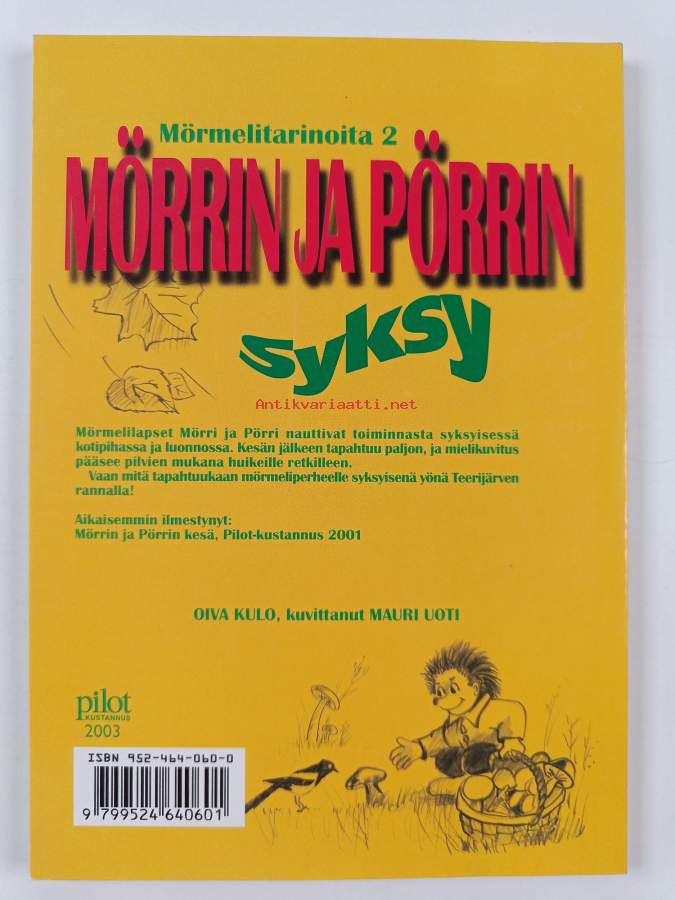 Mörmelitarinoita 2
MÖRRIN JA PÖRRIN
syksy
Antikvariaatti.net
Mörmelilapset Mörri ja Pörri nauttivat toiminnasta syksyisessä
kotipihassa ja luonnossa. Kesän jälkeen tapahtuu paljon, ja mielikuvitus
pääsee pilvien mukana huikeille retkilleen.
Vaan mitä tapahtuukaan mörmeliperheelle syksyisenä yönä Teerijärven
rannalla!
Aikaisemmin ilmestynyt:
Mörrin ja Pörrin kesä, Pilot-kustannus 2001
OIVA KULO, kuvittanut MAURI UOTI
pilot
KUSTANNUS
2003
ISBN 952-464-060-0
9 799524 640601